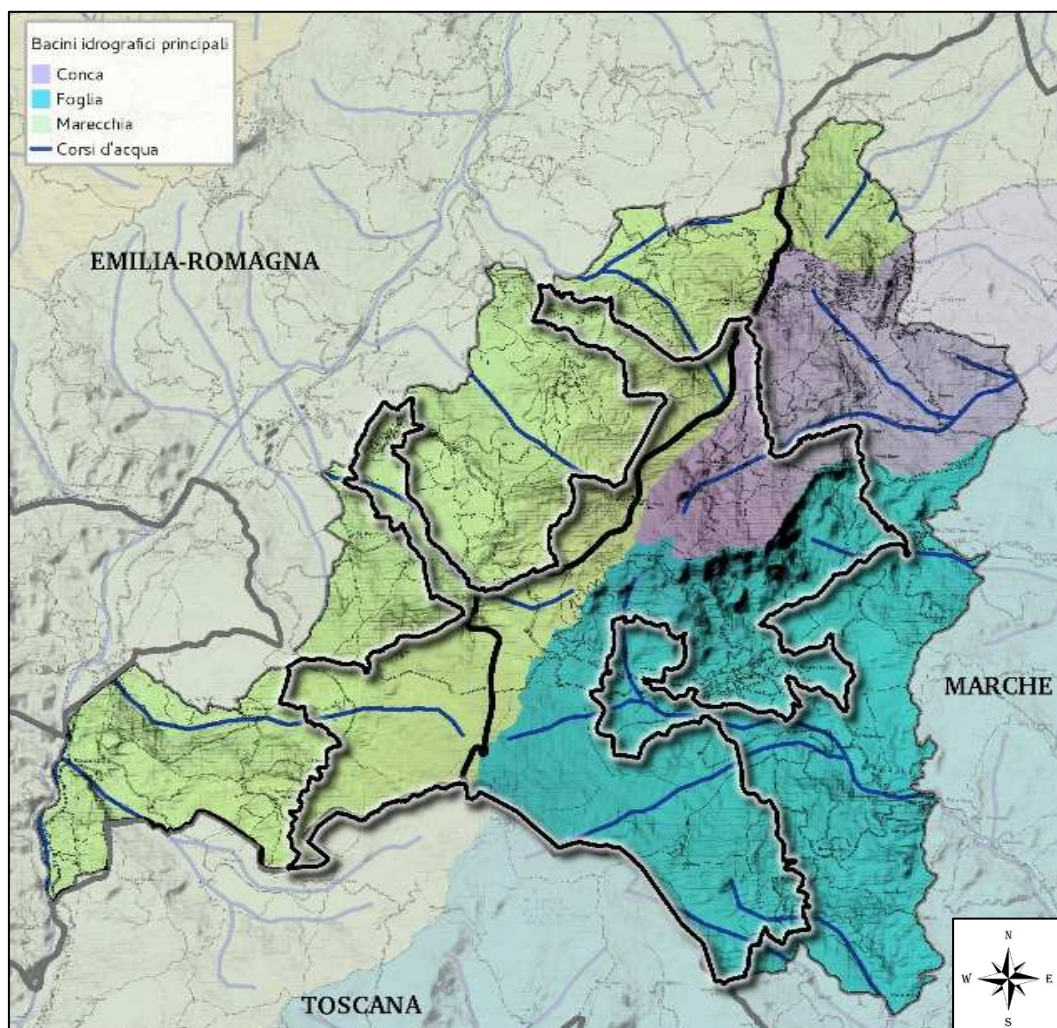 Bacini idrografici principali
Conca
Foglia
Marecchia
Corsi d'acqua
EMILIA-ROMAGNA
MARCHE
TOSCANA
N
W E
S